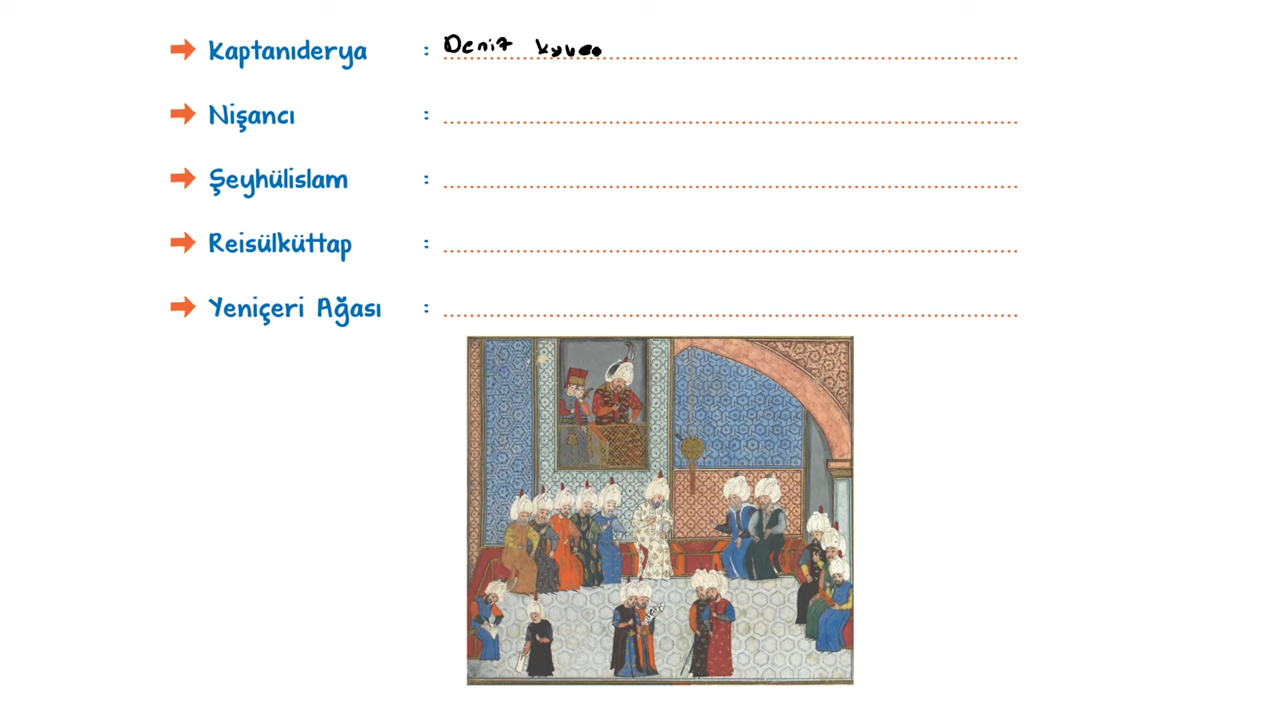 Kaptanıderya : Deniz
Nişancı :
Şeyhülislam :
Reisülküttap :
Yeniçeri Ağası :